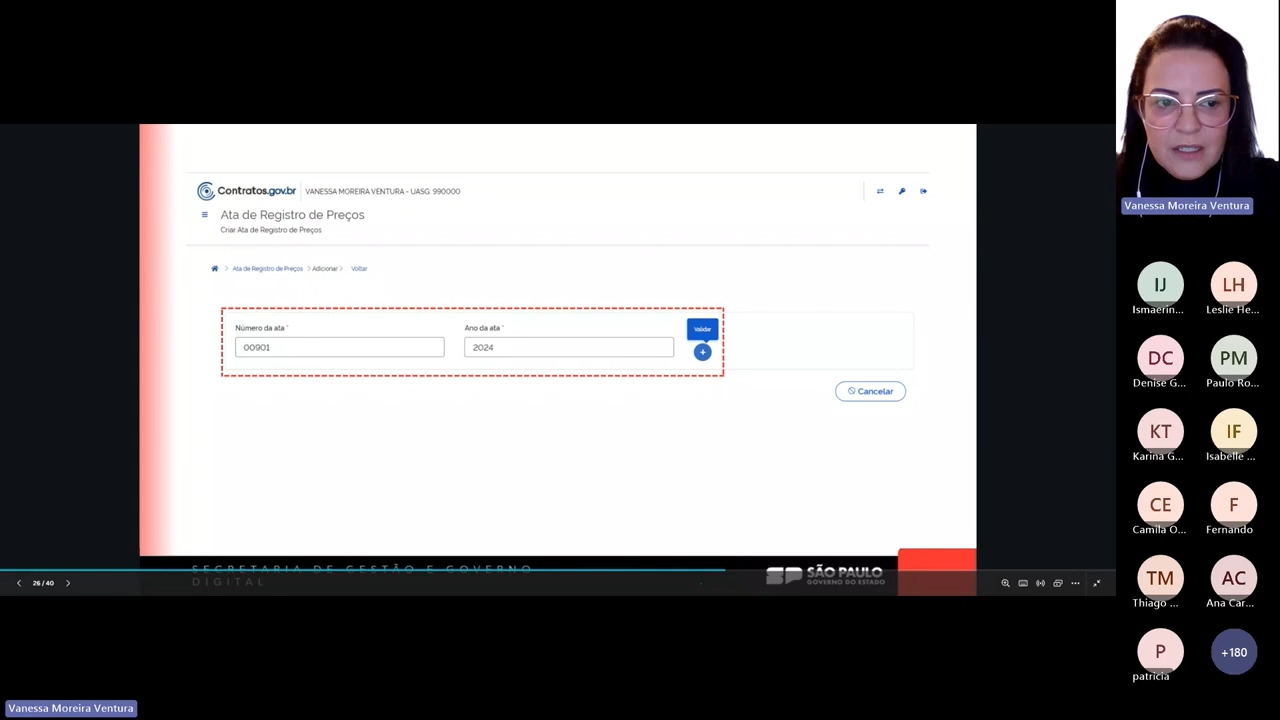 Contratos.gov.br VANESSA MOREIRA VENTURA - UASG: 990000
Ata de Registro de Preços
Criar Ata de Registro de Preços
Ata de Registro de Preços Adicionar Voltar
Número da ata * Ano da ata * Validar
00901 2024 +
Cancelar
SECRETARIA DE GESTÃO E GOVERNO
DIGITAL
SP SÃO PAULO
GOVERNO DO ESTADO
26 / 40
Vanessa Moreira Ventura
IJ LH
Ismaerin... Leslie He...
DC PM
Denise G... Paulo Ro...
KT IF
Karina G... Isabelle ...
CE F
Camila O... Fernando
TM AC
Thiago ... Ana Car...
P +180
patricia
Vanessa Moreira Ventura